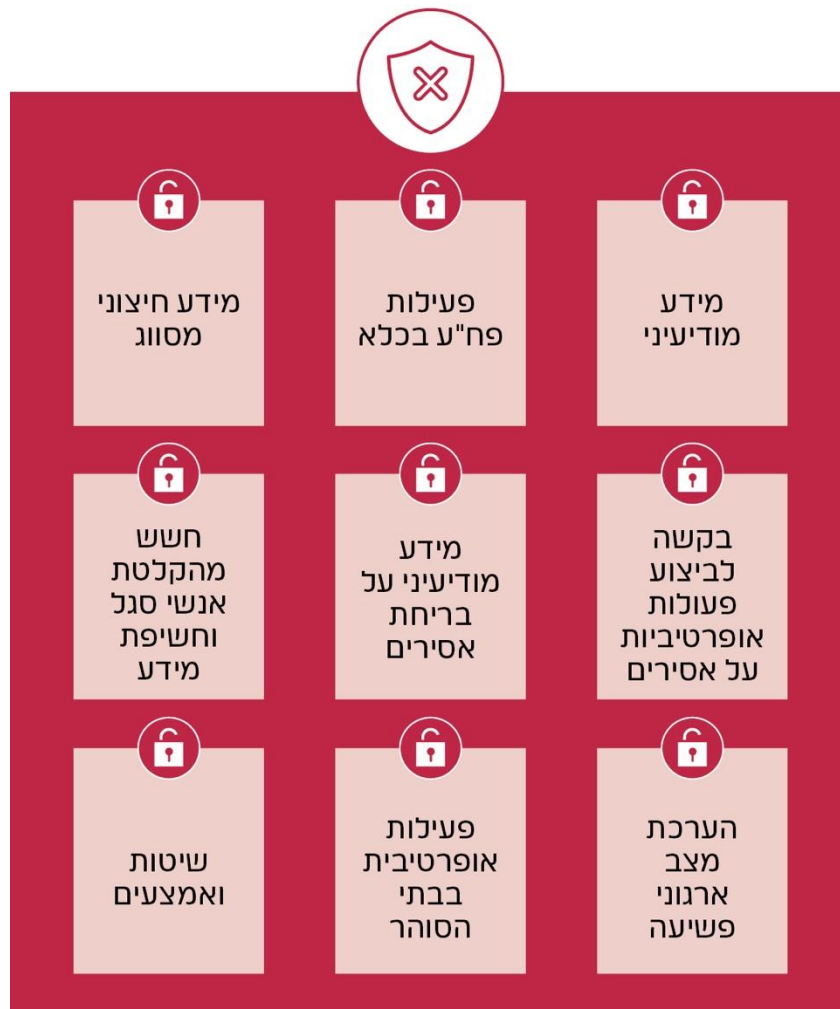 מידע
מודיעיני
פעילות
פח"ע בכלא
מידע חיצוני
מסווג
בקשה
לביצוע
פעולות
אופרטיביות
על אסירים
מידע
מודיעיני על
בריחת
אסירים
חשש
מהקלטת
אנשי סגל
וחשיפת
מידע
הערכת
מצב
ארגוני
פשיעה
פעילות
אופרטיבית
בבתי
הסוהר
שיטות
ואמצעים